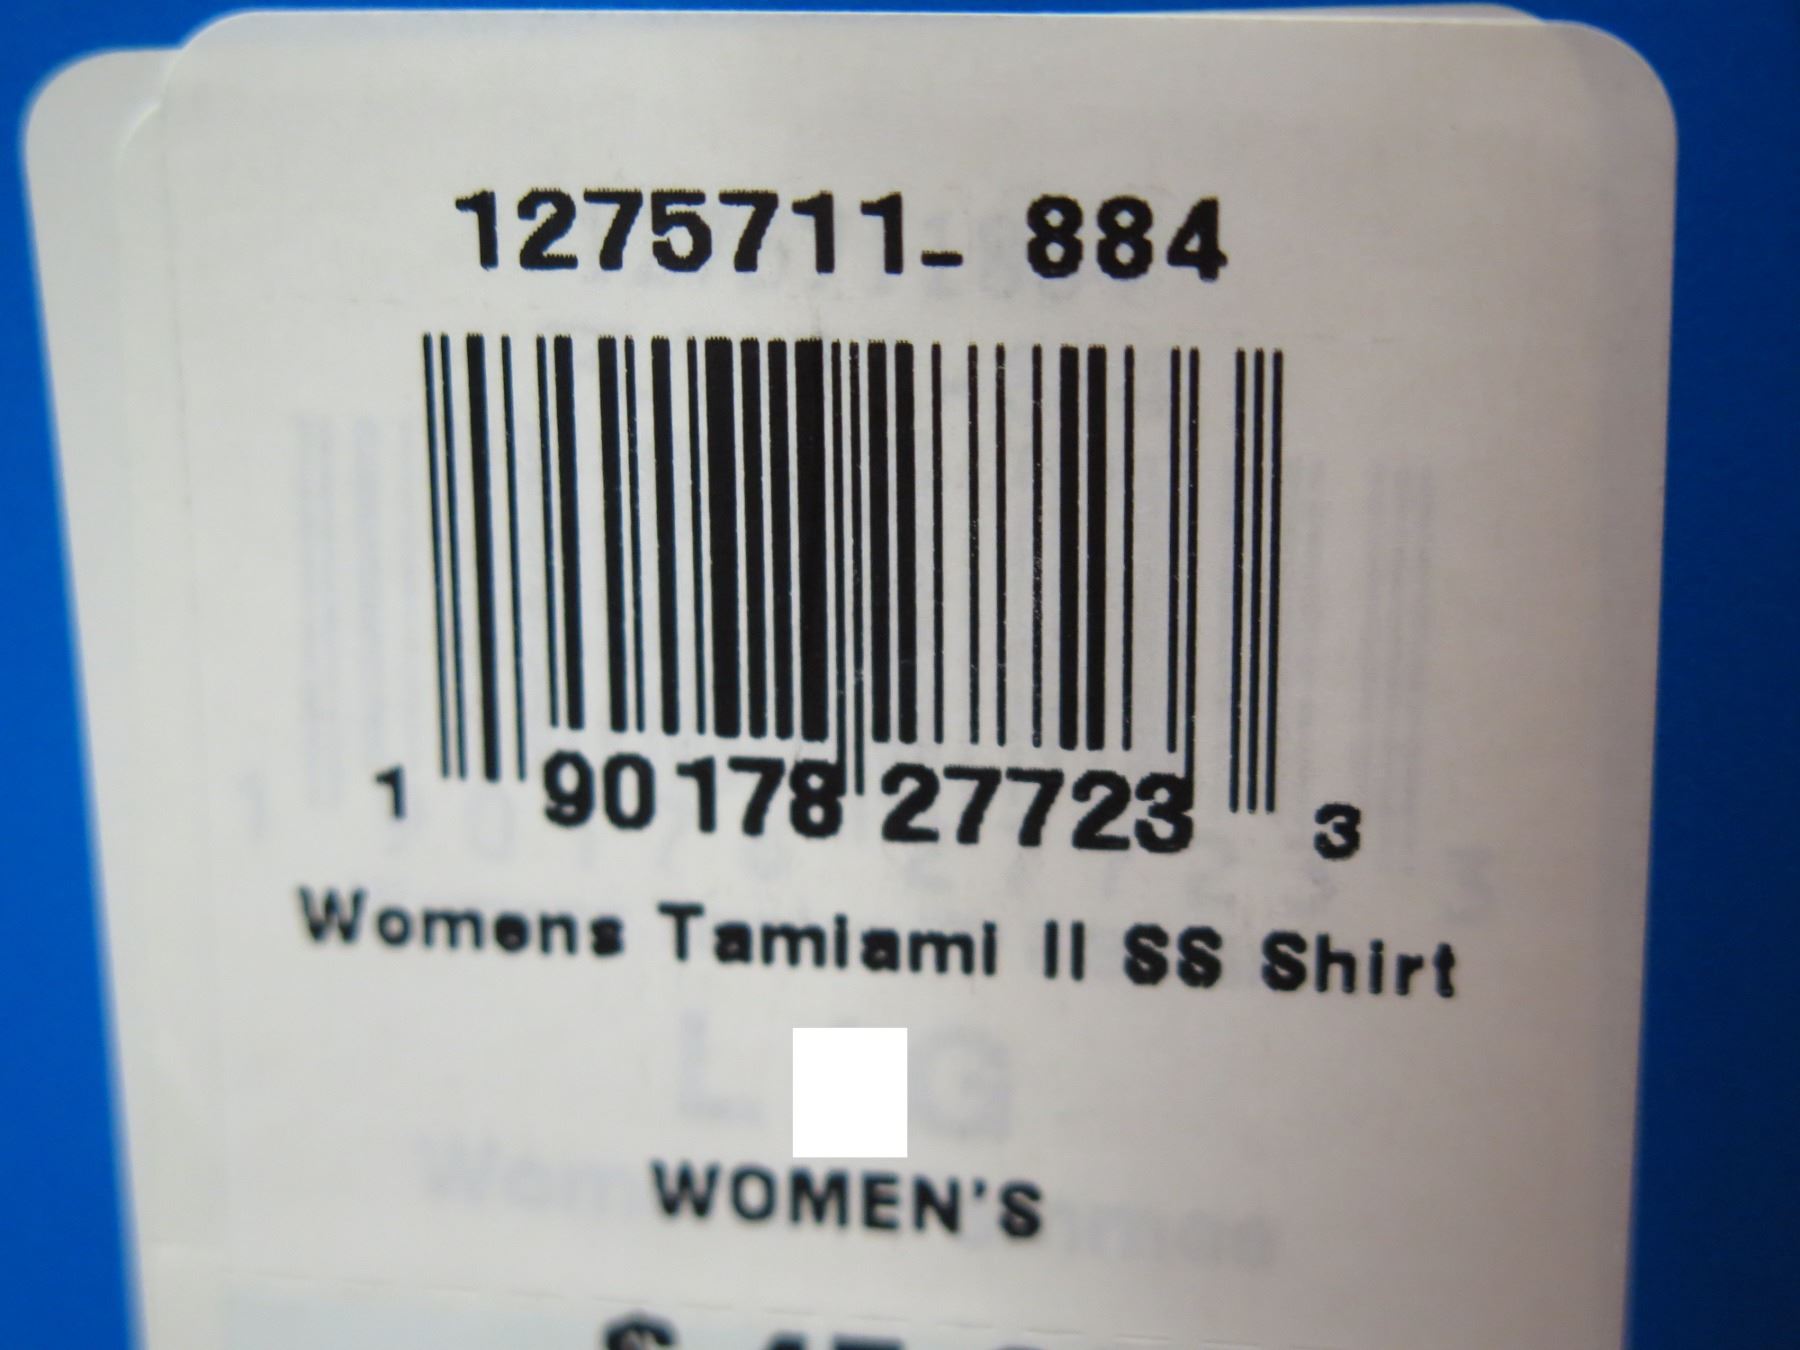 1275711- 884
1 90178 27723 3
Womens Tamiami II SS Shirt
WOMEN'S